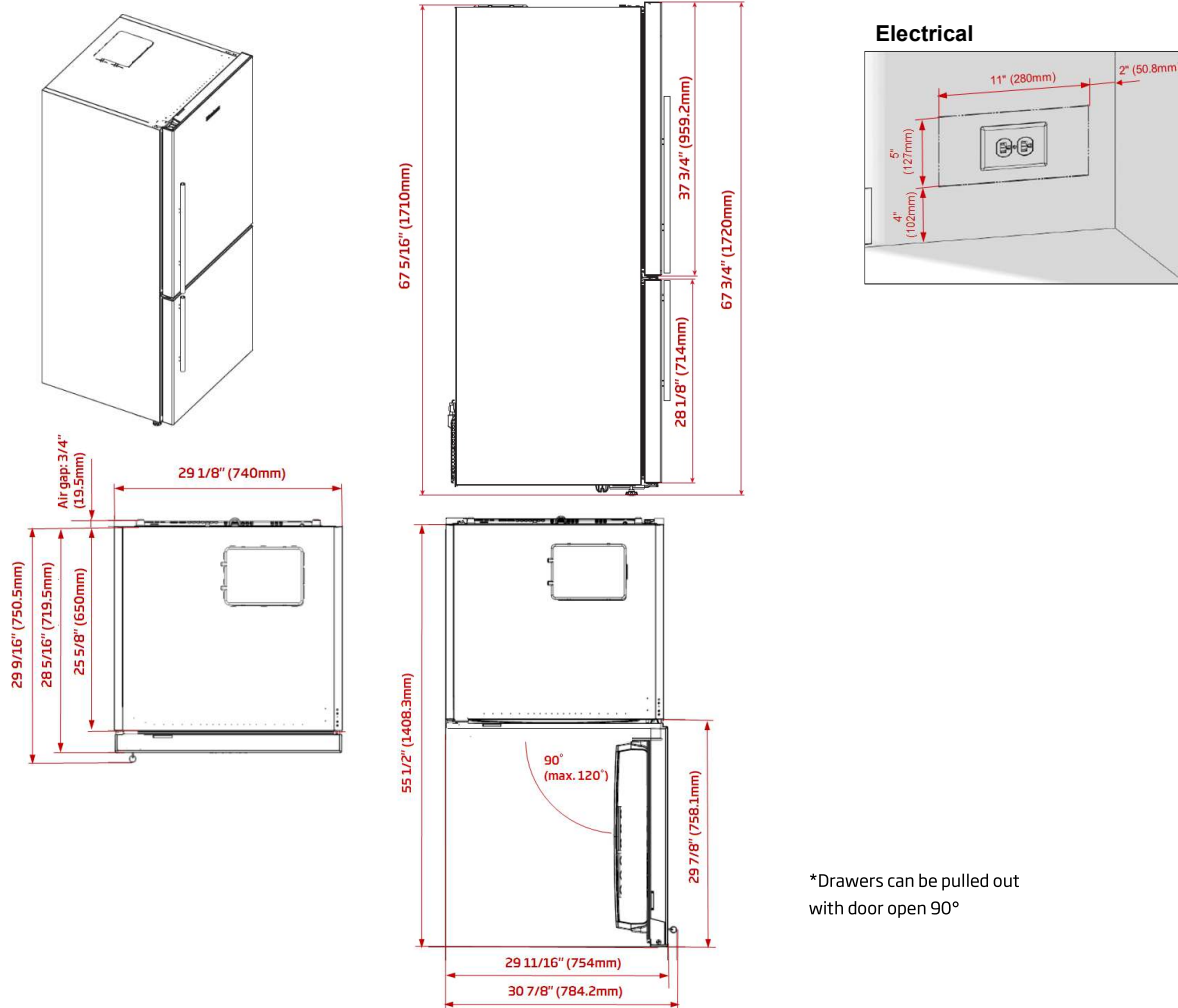 Electrical
11" (280mm)
2" (50.8mm
5"
(127mm)
4"
(102mm)
67 5/16" (1710mm)
37 3/4" (959.2mm)
67 3/4" (1720mm)
28 1/8" (714mm)
Air gap: 3/4"
(19.5mm)
29 1/8" (740mm)
29 9/16" (750.5mm)
28 5/16" (719.5mm)
25 5/8" (650mm)
55 1/2" (1408.3mm)
90°
(max. 120°)
29 7/8" (758.1mm)
29 11/16" (754mm)
30 7/8" (784.2mm)
*Drawers can be pulled out
with door open 90°